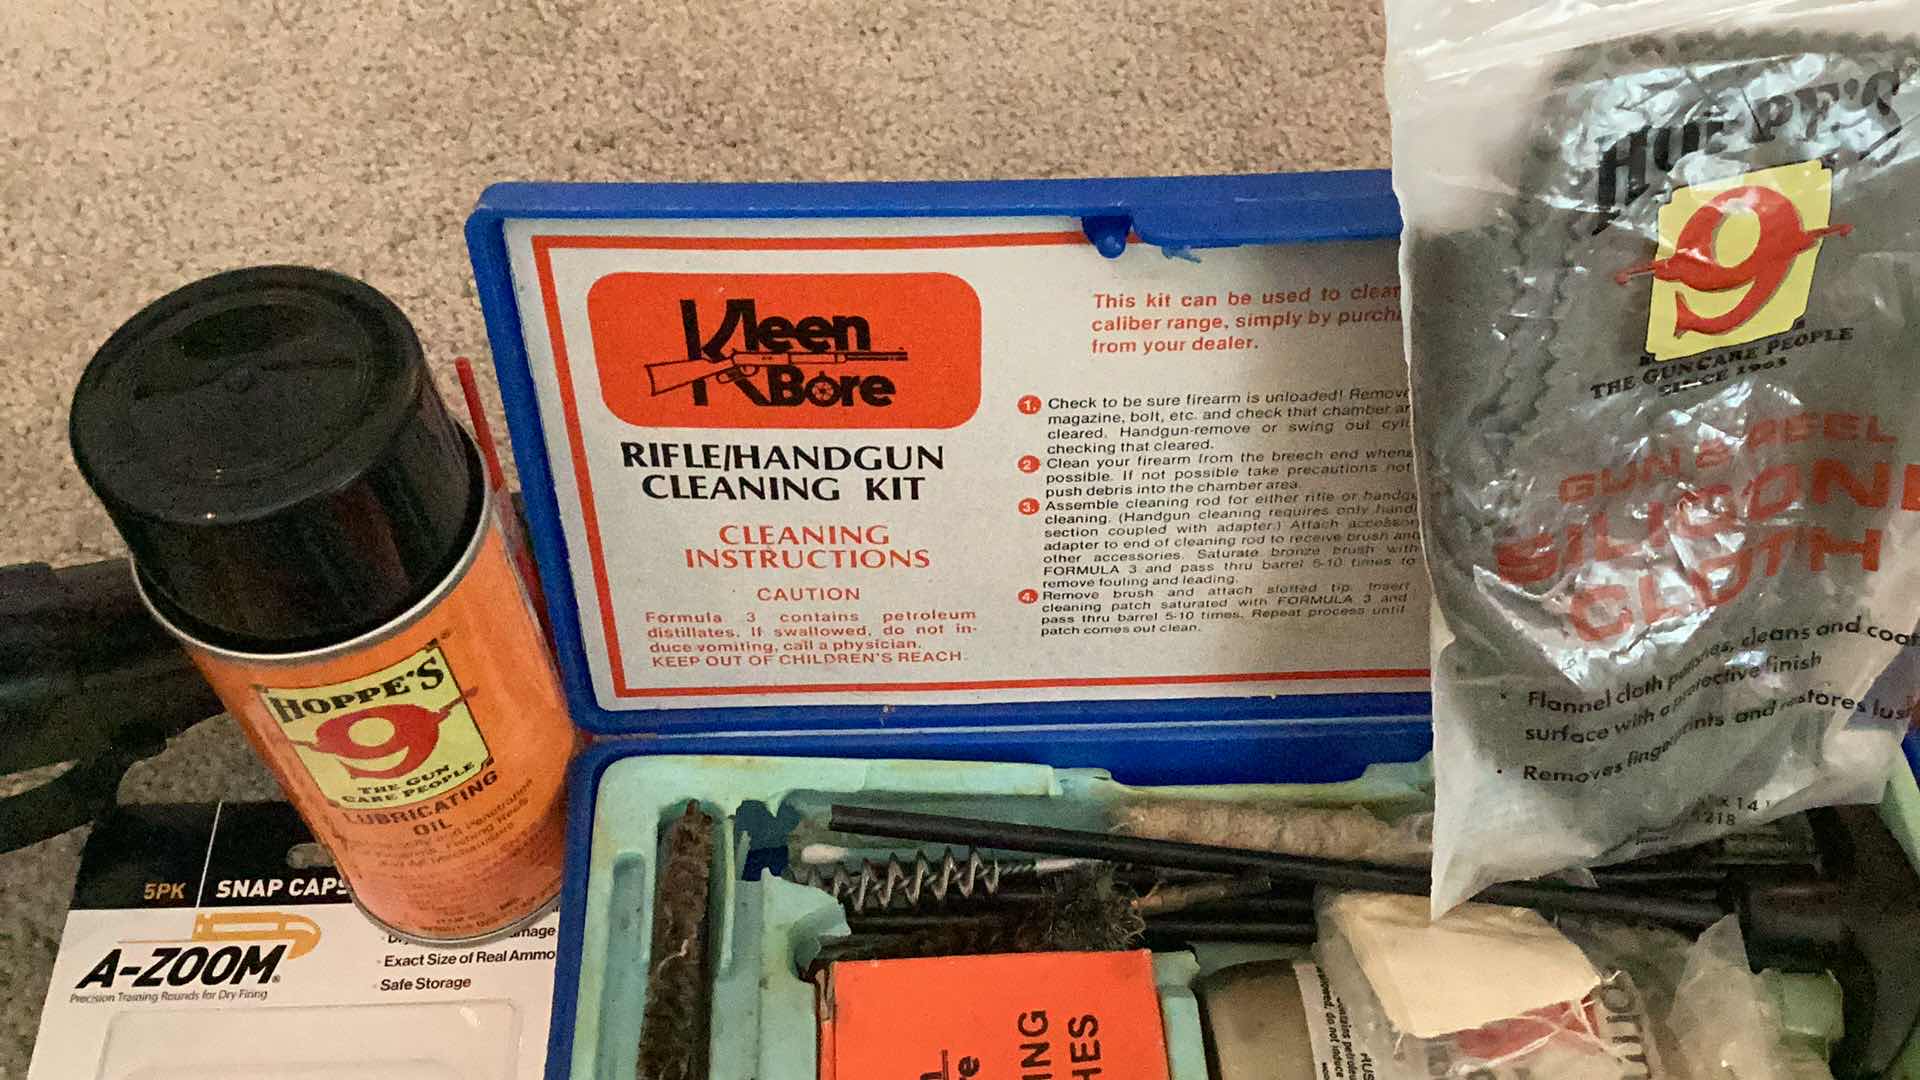 Kleen
Bore
RIFLE/HANDGUN
CLEANING KIT
CLEANING
INSTRUCTIONS
CAUTION
Formula 3 contains petroleum
distillates. If swallowed, do not in-
duce vomiting, call a physician.
KEEP OUT OF CHILDREN'S REACH.
This kit can be used to clean
caliber range, simply by
from your dealer.
1. Check to be sure firearm is unloaded! Remove
magazine, bolt, etc. and check that chamber
cleared. Handgun-remove or swing out
checking that cleared.
2 Clean your firearm from the breech end
possible. If not possible take precautions not
push debris into the chamber area.
3. Assemble cleaning rod for either rifle or
cleaning. (Handgun cleaning requires only
section coupled with adapter.) Attach
adapter to end of cleaning rod to receive brush and
other accessories. Saturate bronze brush with
FORMULA 3 and pass thru barrel 5-10 times to
remove fouling and leading.
4. Remove brush and attach slotted tip. Insert
cleaning patch saturated with FORMULA 3 and
pass thru barrel 5-10 times. Repeat process until
patch comes out clean.
HOPPE'S
9
THE GUN CARE PEOPLE
SINCE 1903
GUN & REEL
SILICONE
CLOTH
Flannel cloth polishes, cleans and
surface with a protective finish
Removes fingerprints and restores
HOPPE'S
9
THE GUN
CARE PEOPLE
LUBRICATING
OIL
5PK SNAP CAPS
A-ZOOM
Precision Training Rounds for Dry Firing
Exact Size of Real Ammo
Safe Storage